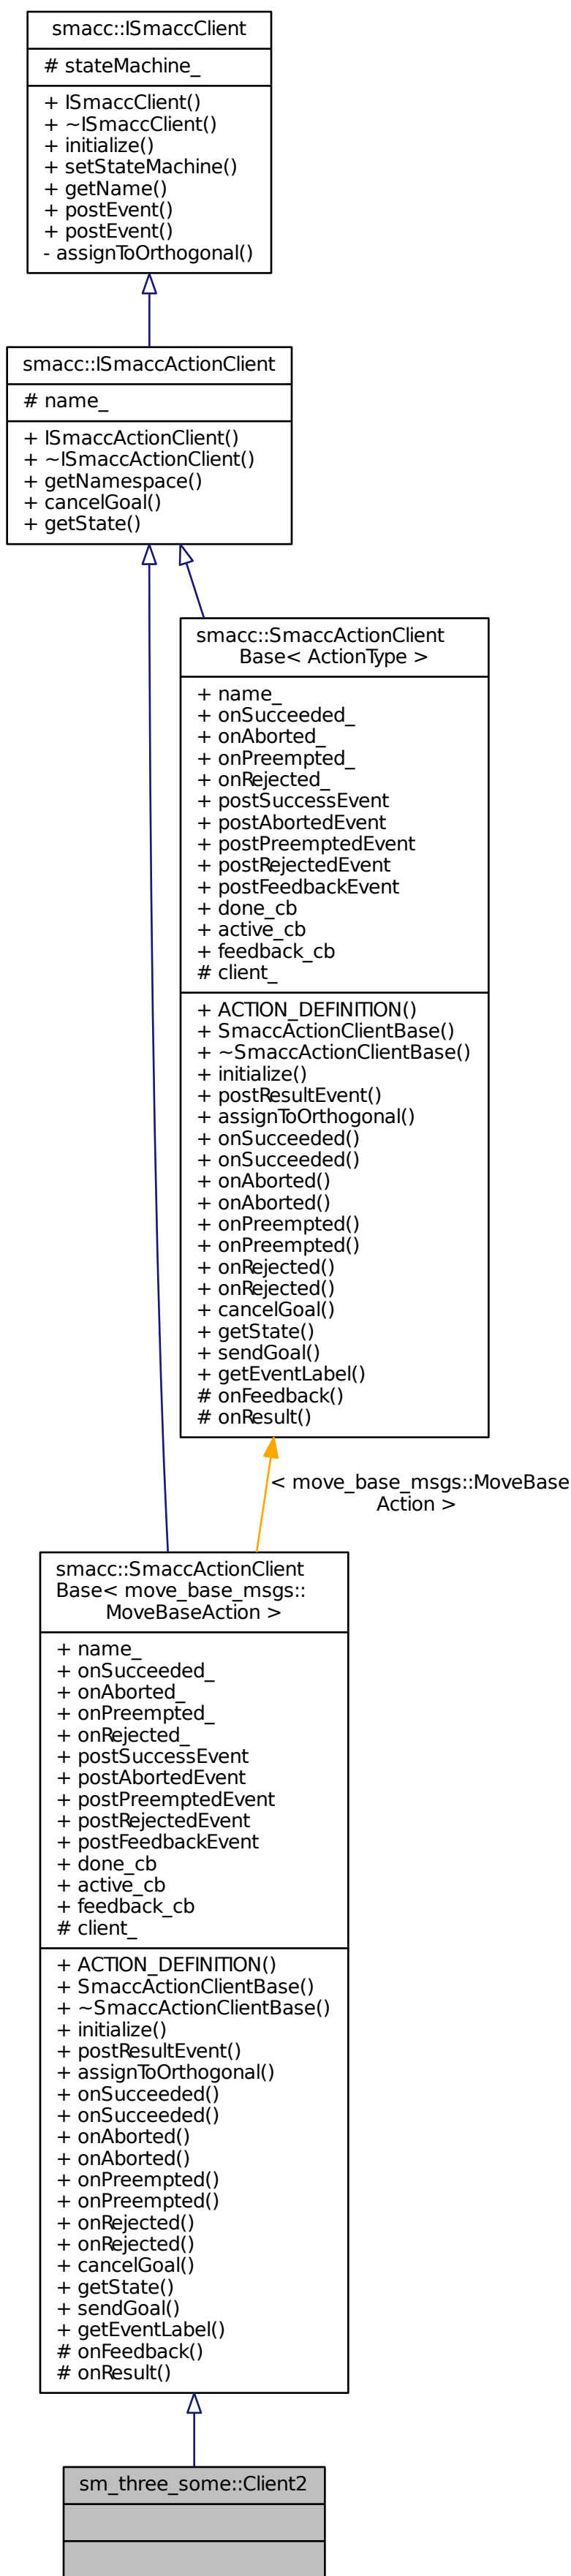 smacc::ISmaccClient
# stateMachine_
+ ISmaccClient()
+ ~ISmaccClient()
+ initialize()
+ setStateMachine()
+ getName()
+ postEvent()
+ postEvent()
- assignToOrthogonal()
smacc::ISmaccActionClient
# name_
+ ISmaccActionClient()
+ ~ISmaccActionClient()
+ getNamespace()
+ cancelGoal()
+ getState()
smacc::SmaccActionClient
Base< ActionType >
+ name_
+ onSucceeded_
+ onAborted_
+ onPreempted_
+ onRejected_
+ postSuccessEvent
+ postAbortedEvent
+ postPreemptedEvent
+ postRejectedEvent
+ postFeedbackEvent
+ done_cb
+ active_cb
+ feedback_cb
# client_
+ ACTION_DEFINITION()
+ SmaccActionClientBase()
+ ~SmaccActionClientBase()
+ initialize()
+ postResultEvent()
+ assignToOrthogonal()
+ onSucceeded()
+ onSucceeded()
+ onAborted()
+ onAborted()
+ onPreempted()
+ onPreempted()
+ onRejected()
+ onRejected()
+ cancelGoal()
+ getState()
+ sendGoal()
+ getEventLabel()
# onFeedback()
# onResult()
< move_base_msgs::MoveBase
Action >
smacc::SmaccActionClient
Base< move_base_msgs::
MoveBaseAction >
+ name_
+ onSucceeded_
+ onAborted_
+ onPreempted_
+ onRejected_
+ postSuccessEvent
+ postAbortedEvent
+ postPreemptedEvent
+ postRejectedEvent
+ postFeedbackEvent
+ done_cb
+ active_cb
+ feedback_cb
# client_
+ ACTION_DEFINITION()
+ SmaccActionClientBase()
+ ~SmaccActionClientBase()
+ initialize()
+ postResultEvent()
+ assignToOrthogonal()
+ onSucceeded()
+ onSucceeded()
+ onAborted()
+ onAborted()
+ onPreempted()
+ onPreempted()
+ onRejected()
+ onRejected()
+ cancelGoal()
+ getState()
+ sendGoal()
+ getEventLabel()
# onFeedback()
# onResult()
sm_three_some::Client2